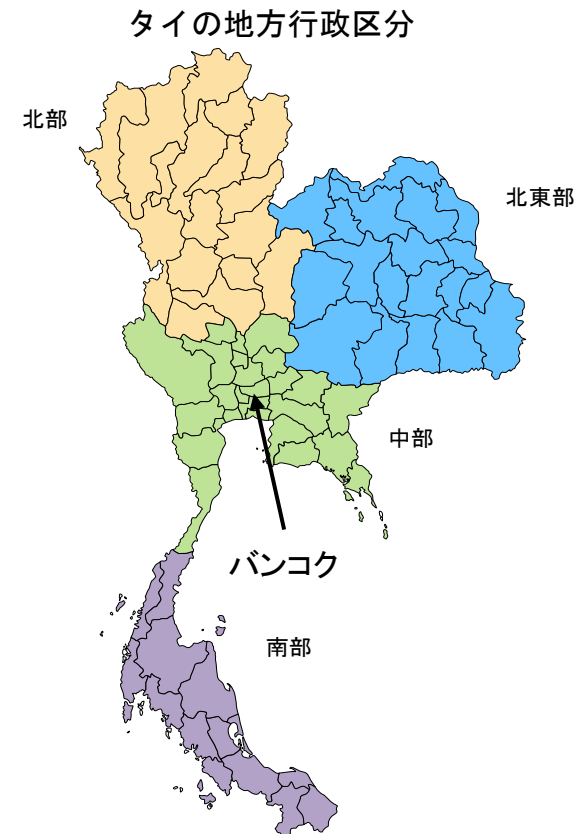 タイの地方行政区分
北部
北東部
中部
バンコク
南部